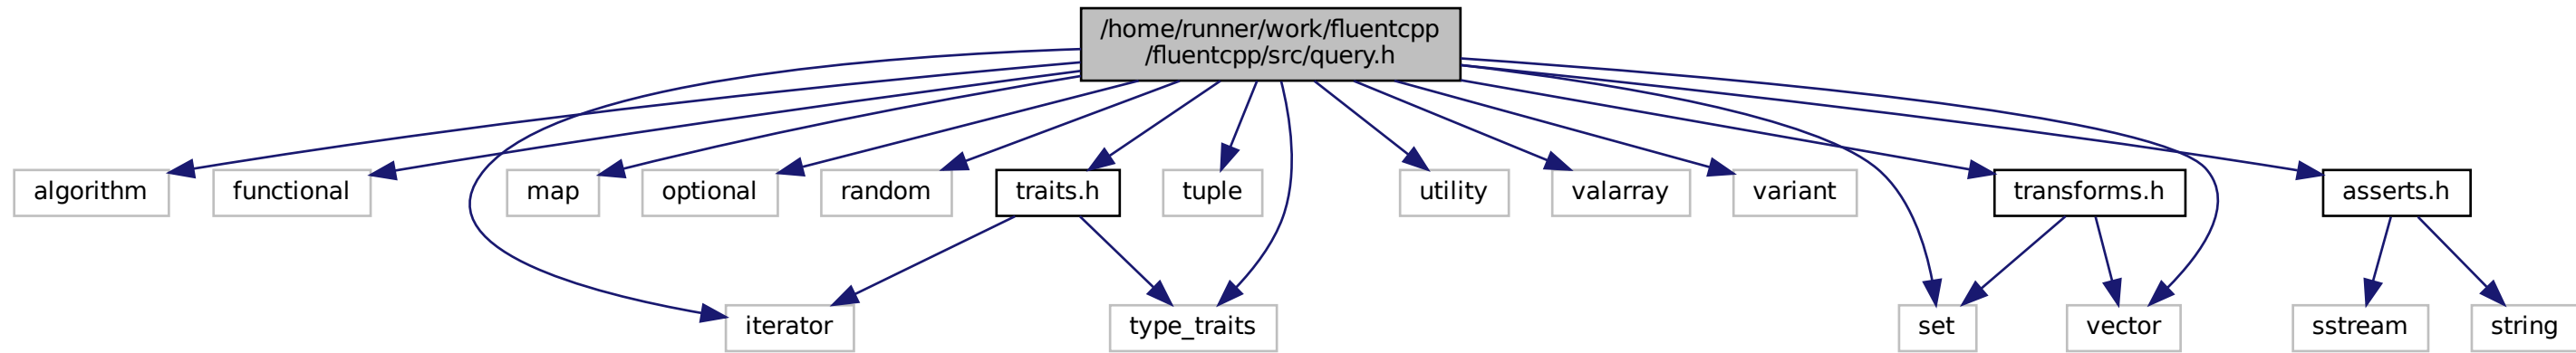 /home/runner/work/fluentcpp
/fluentcpp/src/query.h
algorithm
functional
map
optional
random
traits.h
tuple
utility
valarray
variant
transforms.h
asserts.h
iterator
type_traits
set
vector
sstream
string